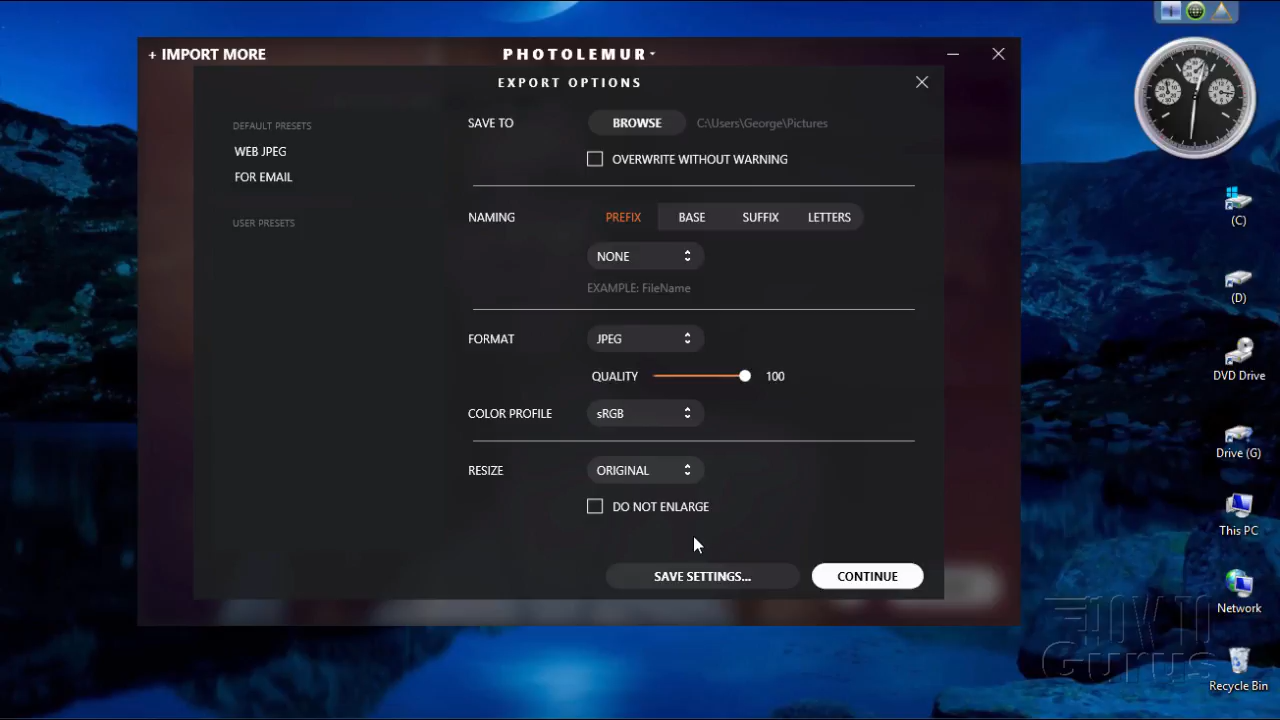 + IMPORT MORE
PHOTOLEMUR
EXPORT OPTIONS
DEFAULT PRESETS
WEB JPEG
FOR EMAIL
USER PRESETS
SAVE TO BROWSE C:\Users\George\Pictures
OVERWRITE WITHOUT WARNING
NAMING PREFIX BASE SUFFIX LETTERS
NONE
EXAMPLE: FileName
FORMAT JPEG
QUALITY 100
COLOR PROFILE sRGB
RESIZE ORIGINAL
DO NOT ENLARGE
SAVE SETTINGS... CONTINUE
(C)
(D)
DVD Drive
Drive (G)
This PC
Network
Recycle Bin
HOWTO
Gurus